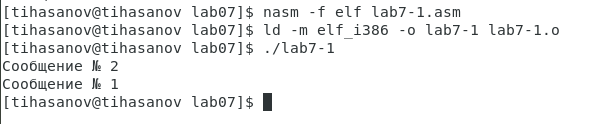 [tihasanov@tihasanov lab07]$ nasm -f elf lab7-1.asm
[tihasanov@tihasanov lab07]$ ld -m elf_i386 -o lab7-1 lab7-1.o
[tihasanov@tihasanov lab07]$ ./lab7-1
Сообщение № 2
Сообщение № 1
[tihasanov@tihasanov lab07]$